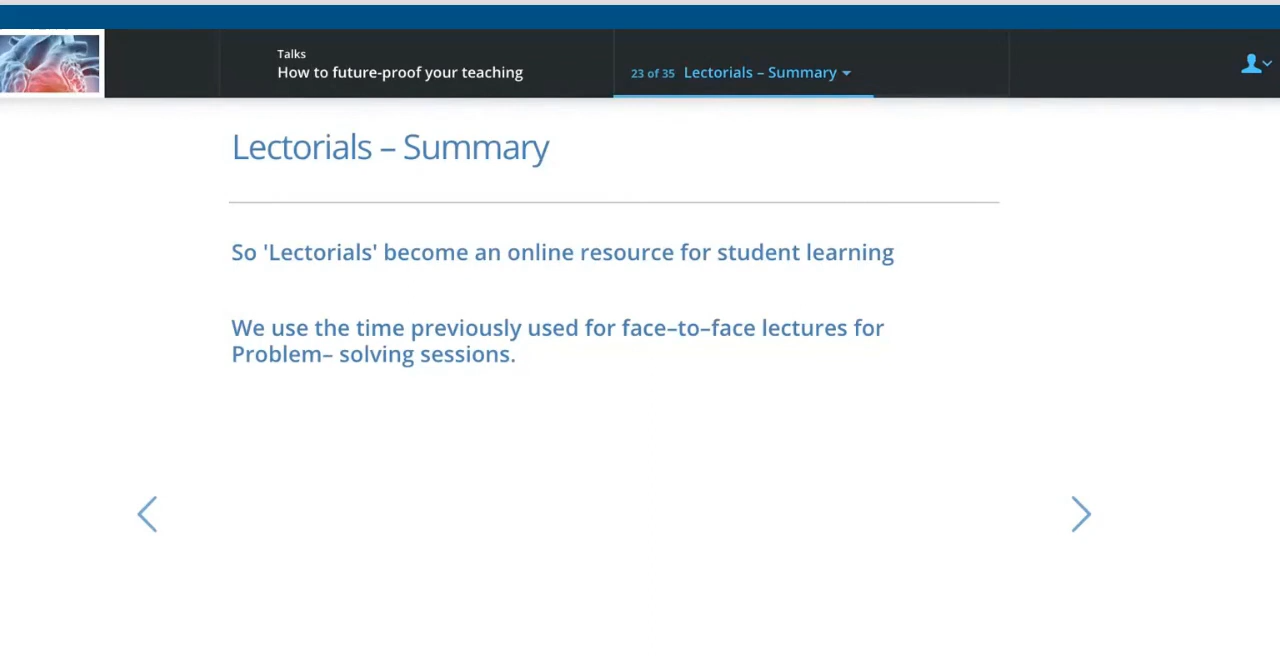 Talks
How to future-proof your teaching
23 of 35 Lectorials – Summary
Lectorials – Summary
So 'Lectorials' become an online resource for student learning
We use the time previously used for face–to–face lectures for
Problem– solving sessions.